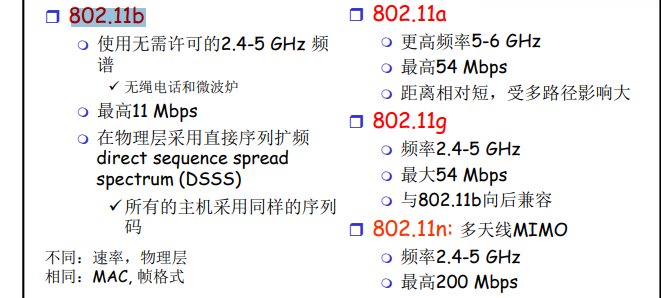 802.11b
使用无需许可的2.4-5 GHz 频
谱
无绳电话和微波炉
最高11 Mbps
在物理层采用直接序列扩频
direct sequence spread
spectrum (DSSS)
所有的主机采用同样的序列
码
不同：速率，物理层
相同：MAC, 帧格式
802.11a
更高频率5-6 GHz
最高54 Mbps
距离相对短，受多路径影响大
802.11g
频率2.4-5 GHz
最大54 Mbps
与802.11b向后兼容
802.11n: 多天线MIMO
频率2.4-5 GHz
最高200 Mbps